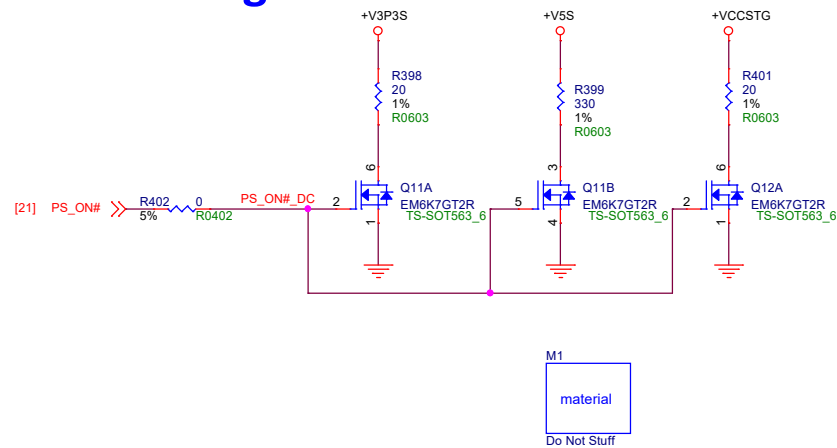 g
+V3P3S
+V5S
+VCCSTG
R398
20
1%
R0603
R399
330
1%
R0603
R401
20
1%
R0603
6
3
6
[21] PS_ON#
R402 0
5% R0402
PS_ON#_DC
2
Q11A
EM6K7GT2R
TS-SOT563_6
1
5
Q11B
EM6K7GT2R
TS-SOT563_6
4
2
Q12A
EM6K7GT2R
TS-SOT563_6
1
M1
material
Do Not Stuff